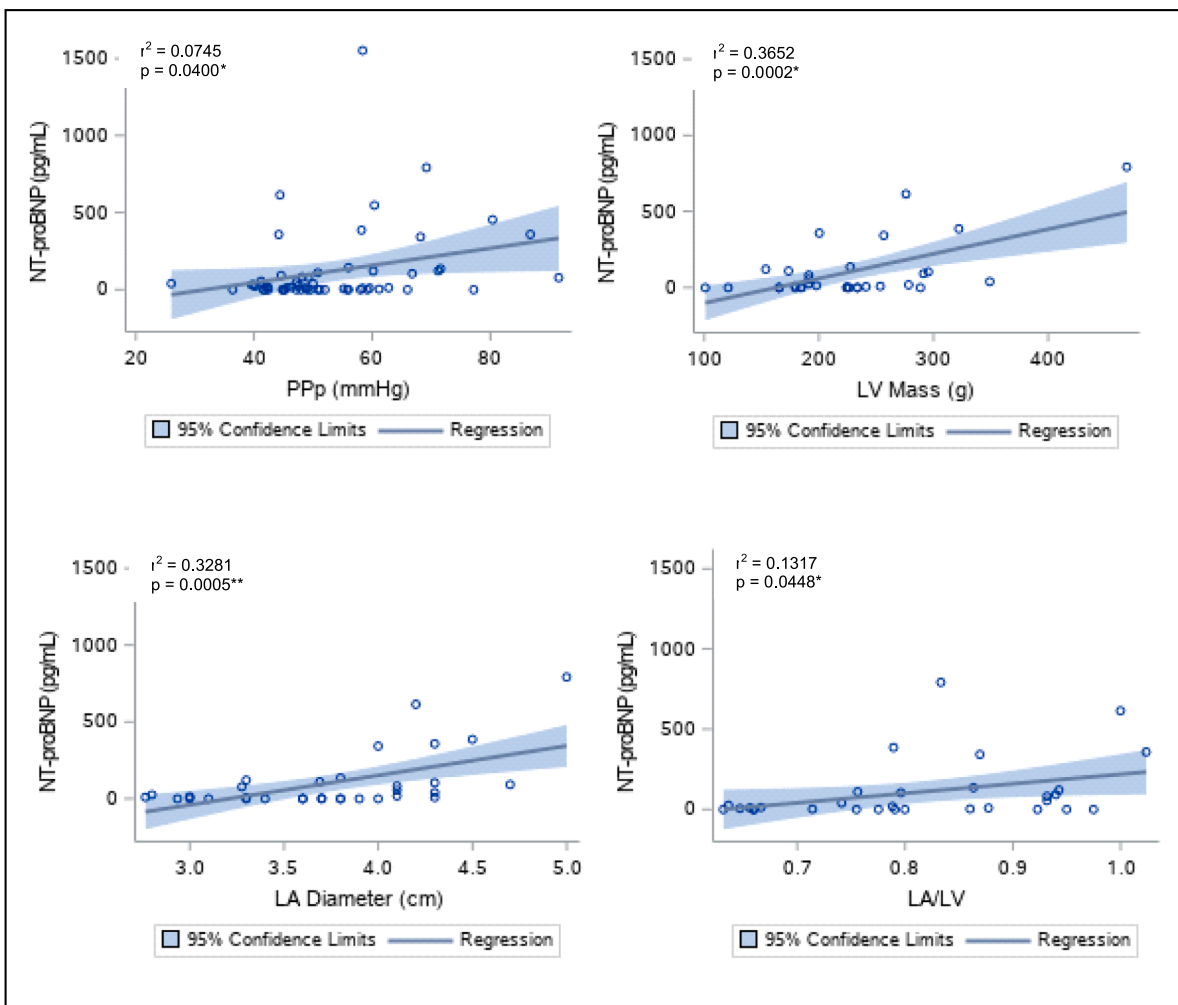 r² = 0.0745
p = 0.0400*
1500
1000
500
0
NT-proBNP (pg/mL)
20 40 60 80
PPp (mmHg)
95% Confidence Limits Regression
r² = 0.3652
p = 0.0002*
1500
1000
500
0
NT-proBNP (pg/mL)
100 200 300 400
LV Mass (g)
95% Confidence Limits Regression
r² = 0.3281
p = 0.0005**
1500
1000
500
0
NT-proBNP (pg/mL)
3.0 3.5 4.0 4.5 5.0
LA Diameter (cm)
95% Confidence Limits Regression
r² = 0.1317
p = 0.0448*
1500
1000
500
0
NT-proBNP (pg/mL)
0.7 0.8 0.9 1.0
LA/LV
95% Confidence Limits Regression